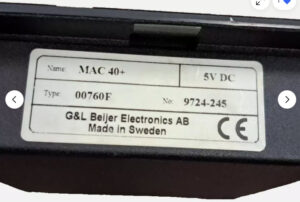 Name: MAC 40+ 5V DC
Type: 00760F No: 9724-245
G&L Beijer Electronics AB
Made in Sweden CE